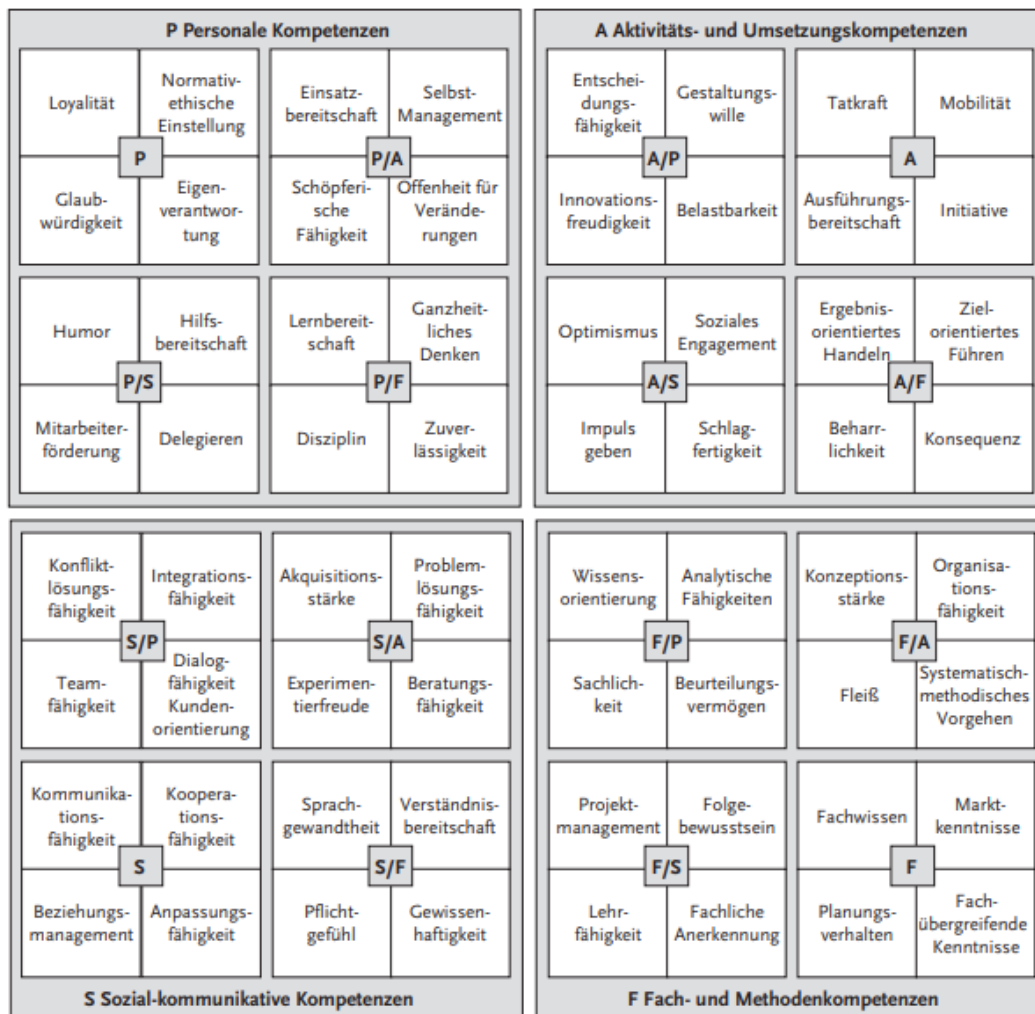 P Personale Kompetenzen
Loyalität
Normativ-
ethische
Einstellung
P
Glaub-
würdigkeit
Eigen-
verantwor-
tung
Einsatz-
bereitschaft
Selbst-
Management
P/A
Schöpferi-
sche
Fähigkeit
Offenheit für
Verände-
rungen
Humor
Hilfs-
bereitschaft
P/S
Mitarbeiter-
förderung
Delegieren
Lernbereit-
schaft
Ganzheit-
liches
Denken
P/F
Disziplin
Zuver-
lässigkeit
A Aktivitäts- und Umsetzungskompetenzen
Entschei-
dungs-
fähigkeit
Gestaltungs-
wille
A/P
Innovations-
freudigkeit
Belastbarkeit
Tatkraft
Mobilität
A
Ausführungs-
bereitschaft
Initiative
Optimismus
Soziales
Engagement
A/S
Impuls
geben
Schlag-
fertigkeit
Ergebnis-
orientiertes
Handeln
Ziel-
orientiertes
Führen
A/F
Beharr-
lichkeit
Konsequenz
Konflikt-
lösungs-
fähigkeit
Integrations-
fähigkeit
S/P
Team-
fähigkeit
Dialog-
fähigkeit
Kunden-
orientierung
Akquisitions-
stärke
Problem-
lösungs-
fähigkeit
S/A
Experimen-
tierfreude
Beratungs-
fähigkeit
Kommunika-
tions-
fähigkeit
Koopera-
tions-
fähigkeit
S
Beziehungs-
management
Anpassungs-
fähigkeit
Sprach-
gewandtheit
Verständnis-
bereitschaft
S/F
Pflicht-
gefühl
Gewissen-
haftigkeit
S Sozial-kommunikative Kompetenzen
Wissens-
orientierung
Analytische
Fähigkeiten
F/P
Sachlich-
keit
Beurteilungs-
vermögen
Konzeptions-
stärke
Organisa-
tions-
fähigkeit
F/A
Fleiß
Systematisch-
methodisches
Vorgehen
Projekt-
management
Folge-
bewusstsein
F/S
Lehr-
fähigkeit
Fachliche
Anerkennung
Fachwissen
Markt-
kenntnisse
F
Planungs-
verhalten
Fach-
übergreifende
Kenntnisse
F Fach- und Methodenkompetenzen